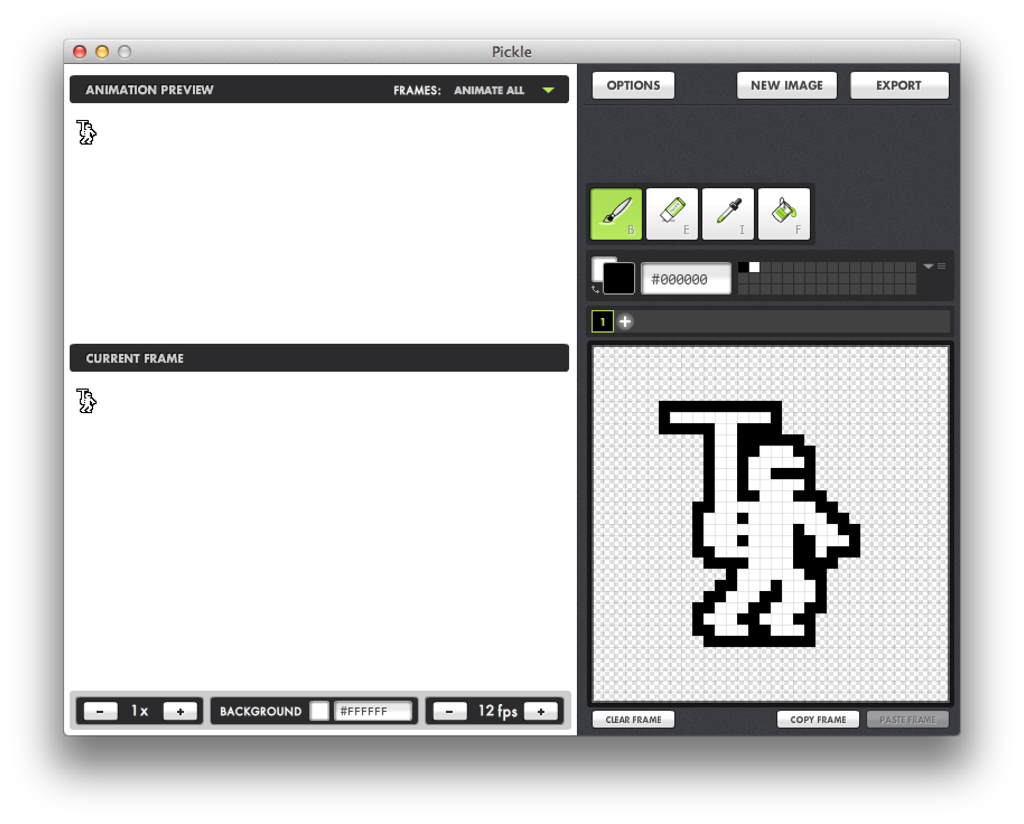 Pickle
ANIMATION PREVIEW FRAMES: ANIMATE ALL
OPTIONS NEW IMAGE EXPORT
B E I F
#000000
1 +
CURRENT FRAME
- 1x + BACKGROUND #FFFFFF - 12 fps +
CLEAR FRAME COPY FRAME PASTE FRAME